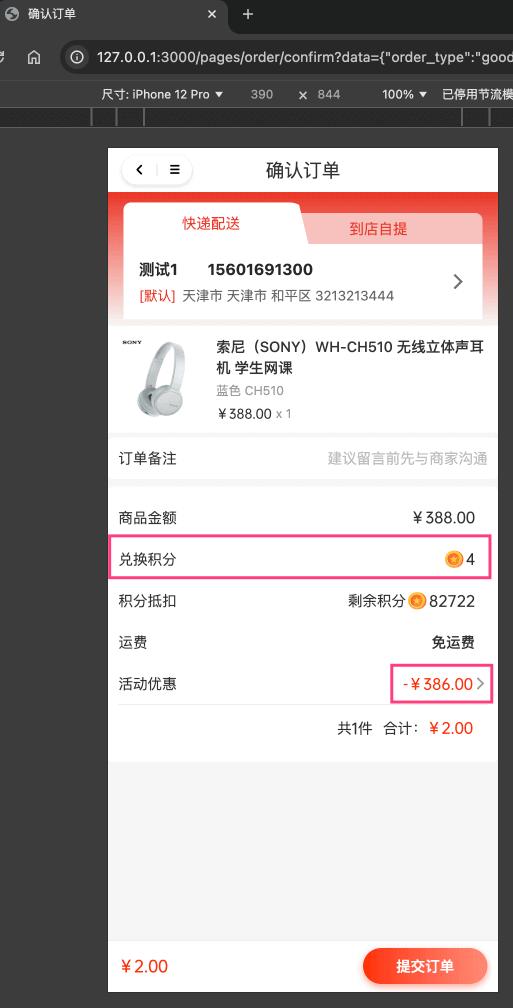 确认订单
127.0.0.1:3000/pages/order/confirm?data={"order_type":"good
尺寸: iPhone 12 Pro 390 × 844 100% 已停用节流模
确认订单
快递配送
到店自提
测试1 15601691300
[默认] 天津市 天津市 和平区 3213213444
SONY
索尼（SONY）WH-CH510 无线立体声耳
机 学生网课
蓝色 CH510
￥388.00 x 1
订单备注 建议留言前先与商家沟通
商品金额 ￥388.00
兑换积分 4
积分抵扣 剩余积分 82722
运费 免运费
活动优惠 -￥386.00
共1件 合计：￥2.00
￥2.00 提交订单